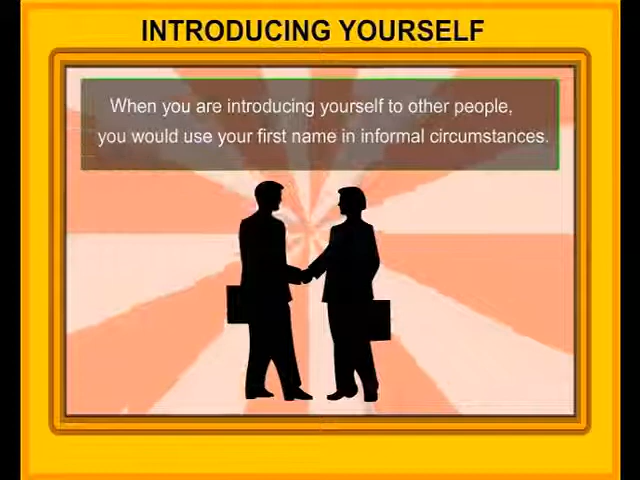 INTRODUCING YOURSELF
When you are introducing yourself to other people,
you would use your first name in informal circumstances.